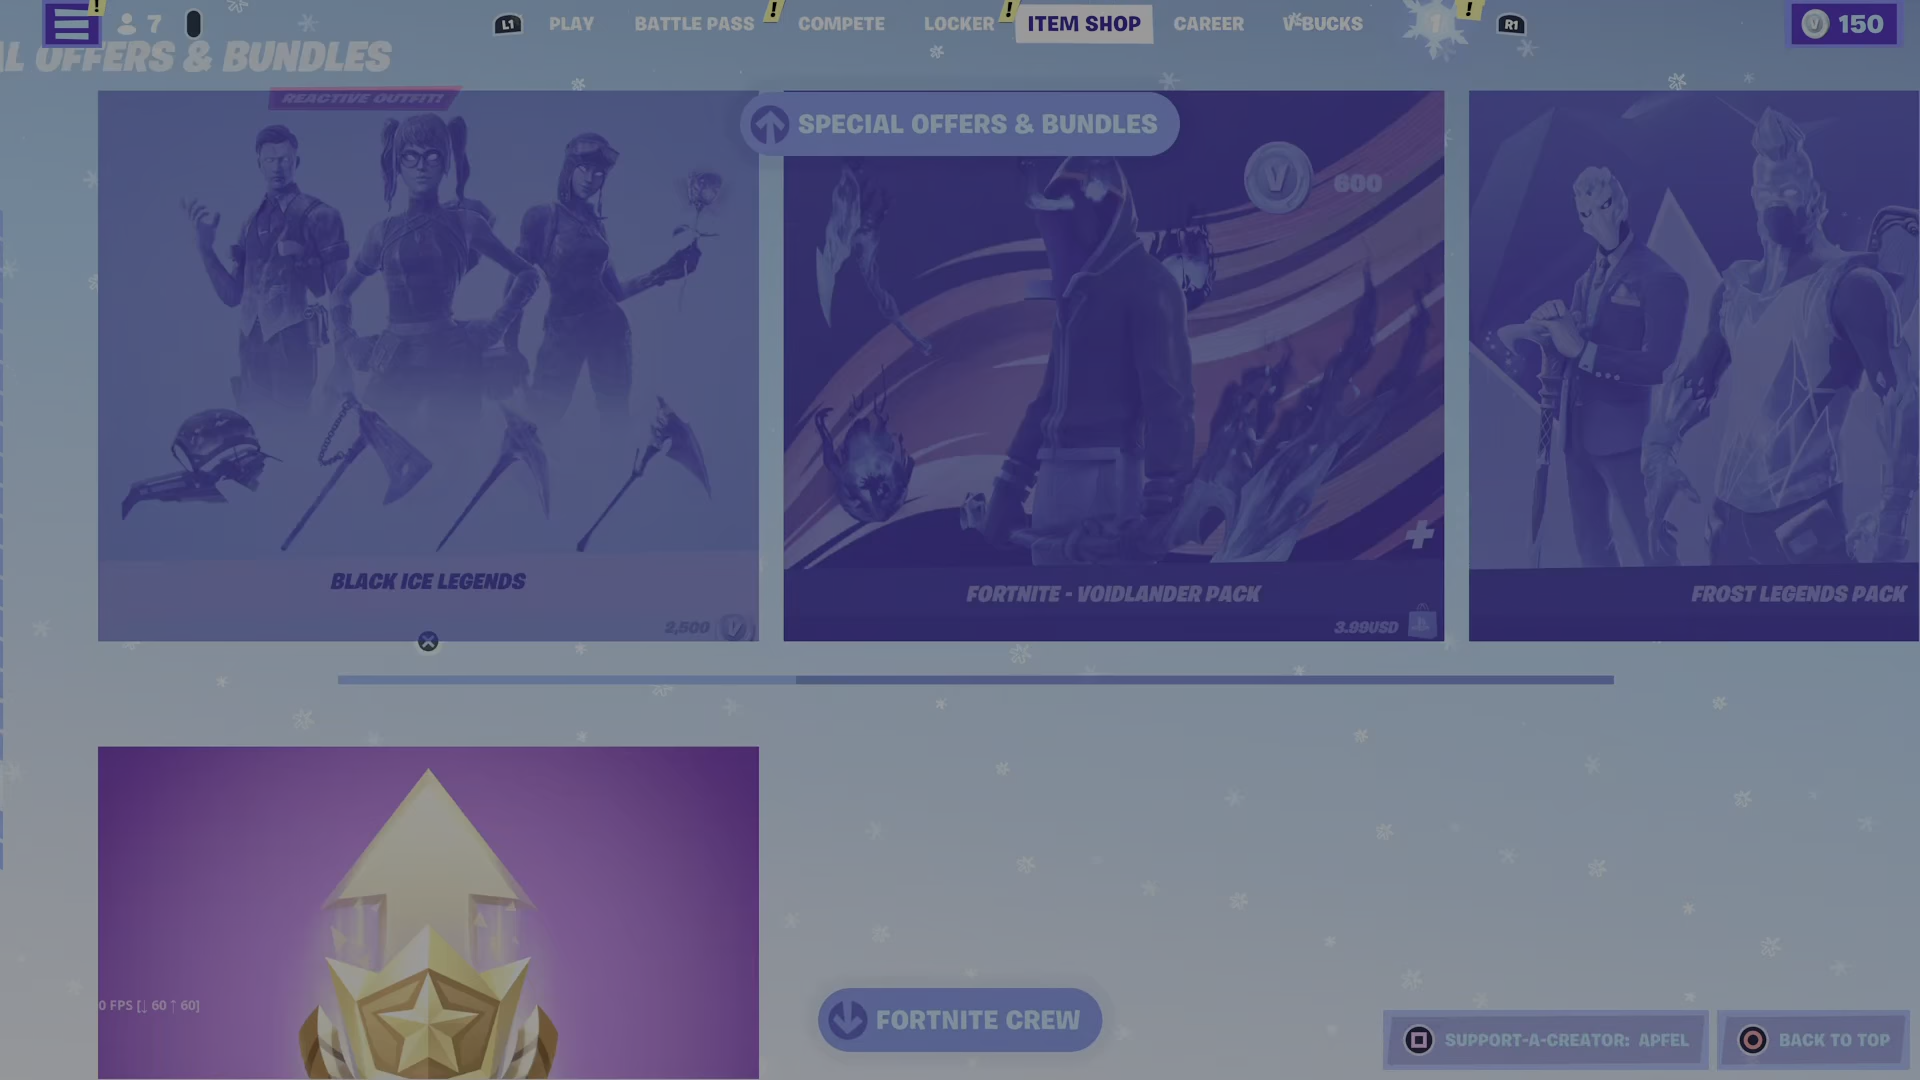 !
7
L1
PLAY
BATTLE PASS
!
COMPETE
LOCKER
!
ITEM SHOP
CAREER
V-BUCKS
1
!
R1
V 150
L OFFERS & BUNDLES
REACTIVE OUTFIT!
SPECIAL OFFERS & BUNDLES
V 600
BLACK ICE LEGENDS
2,500 V
FORTNITE - VOIDLANDER PACK
3.99USD
FROST LEGENDS PACK
0 FPS [↓ 60 ↑ 60]
FORTNITE CREW
SUPPORT-A-CREATOR: APFEL
BACK TO TOP